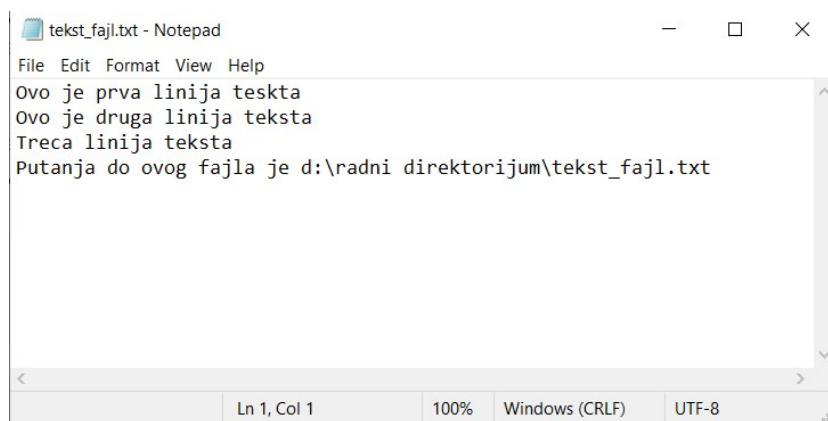 tekst_fajl.txt - Notepad
File Edit Format View Help
Ovo je prva linija teskta
Ovo je druga linija teksta
Treca linija teksta
Putanja do ovog fajla je d:\radni direktorijum\tekst_fajl.txt
Ln 1, Col 1 100% Windows (CRLF) UTF-8